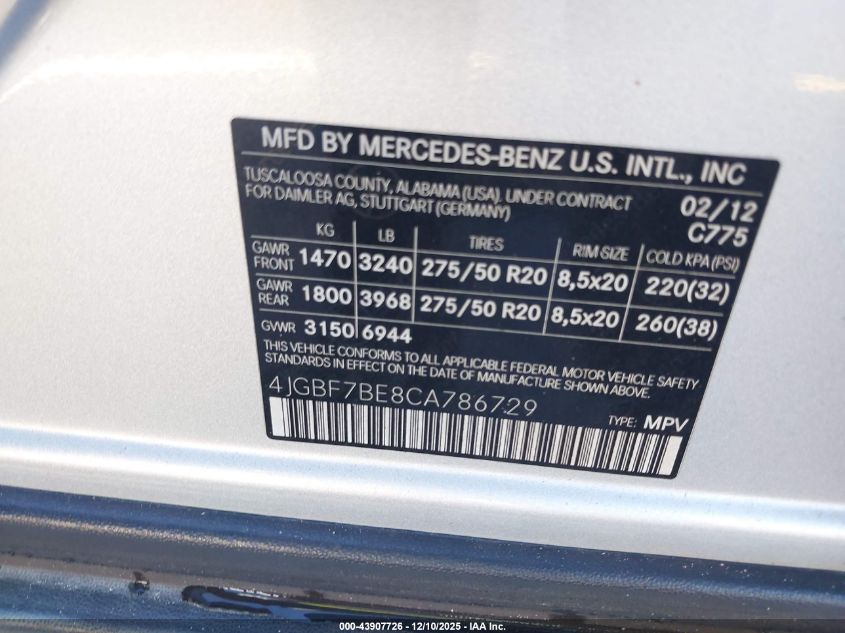 MFD BY MERCEDES-BENZ U.S. INTL., INC
TUSCALOOSA COUNTY, ALABAMA (USA), UNDER CONTRACT
FOR DAIMLER AG, STUTTGART (GERMANY)
02/12
C775
KG LB TIRES RIM SIZE COLD KPA (PSI)
GAWR FRONT 1470 3240 275/50 R20 8,5x20 220(32)
GAWR REAR 1800 3968 275/50 R20 8,5x20 260(38)
GVWR 3150 6944
THIS VEHICLE CONFORMS TO ALL APPLICABLE FEDERAL MOTOR VEHICLE SAFETY
STANDARDS IN EFFECT ON THE DATE OF MANUFACTURE SHOWN ABOVE.
4JGBF7BE8CA786729
TYPE: MPV
000-43907726 - 12/10/2025 - IAA Inc.